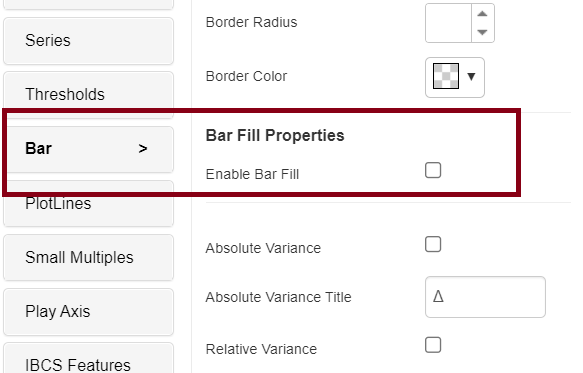 Series
Thresholds
Bar >
PlotLines
Small Multiples
Play Axis
IBCS Features
Border Radius
Border Color
Bar Fill Properties
Enable Bar Fill
Absolute Variance
Absolute Variance Title Δ
Relative Variance